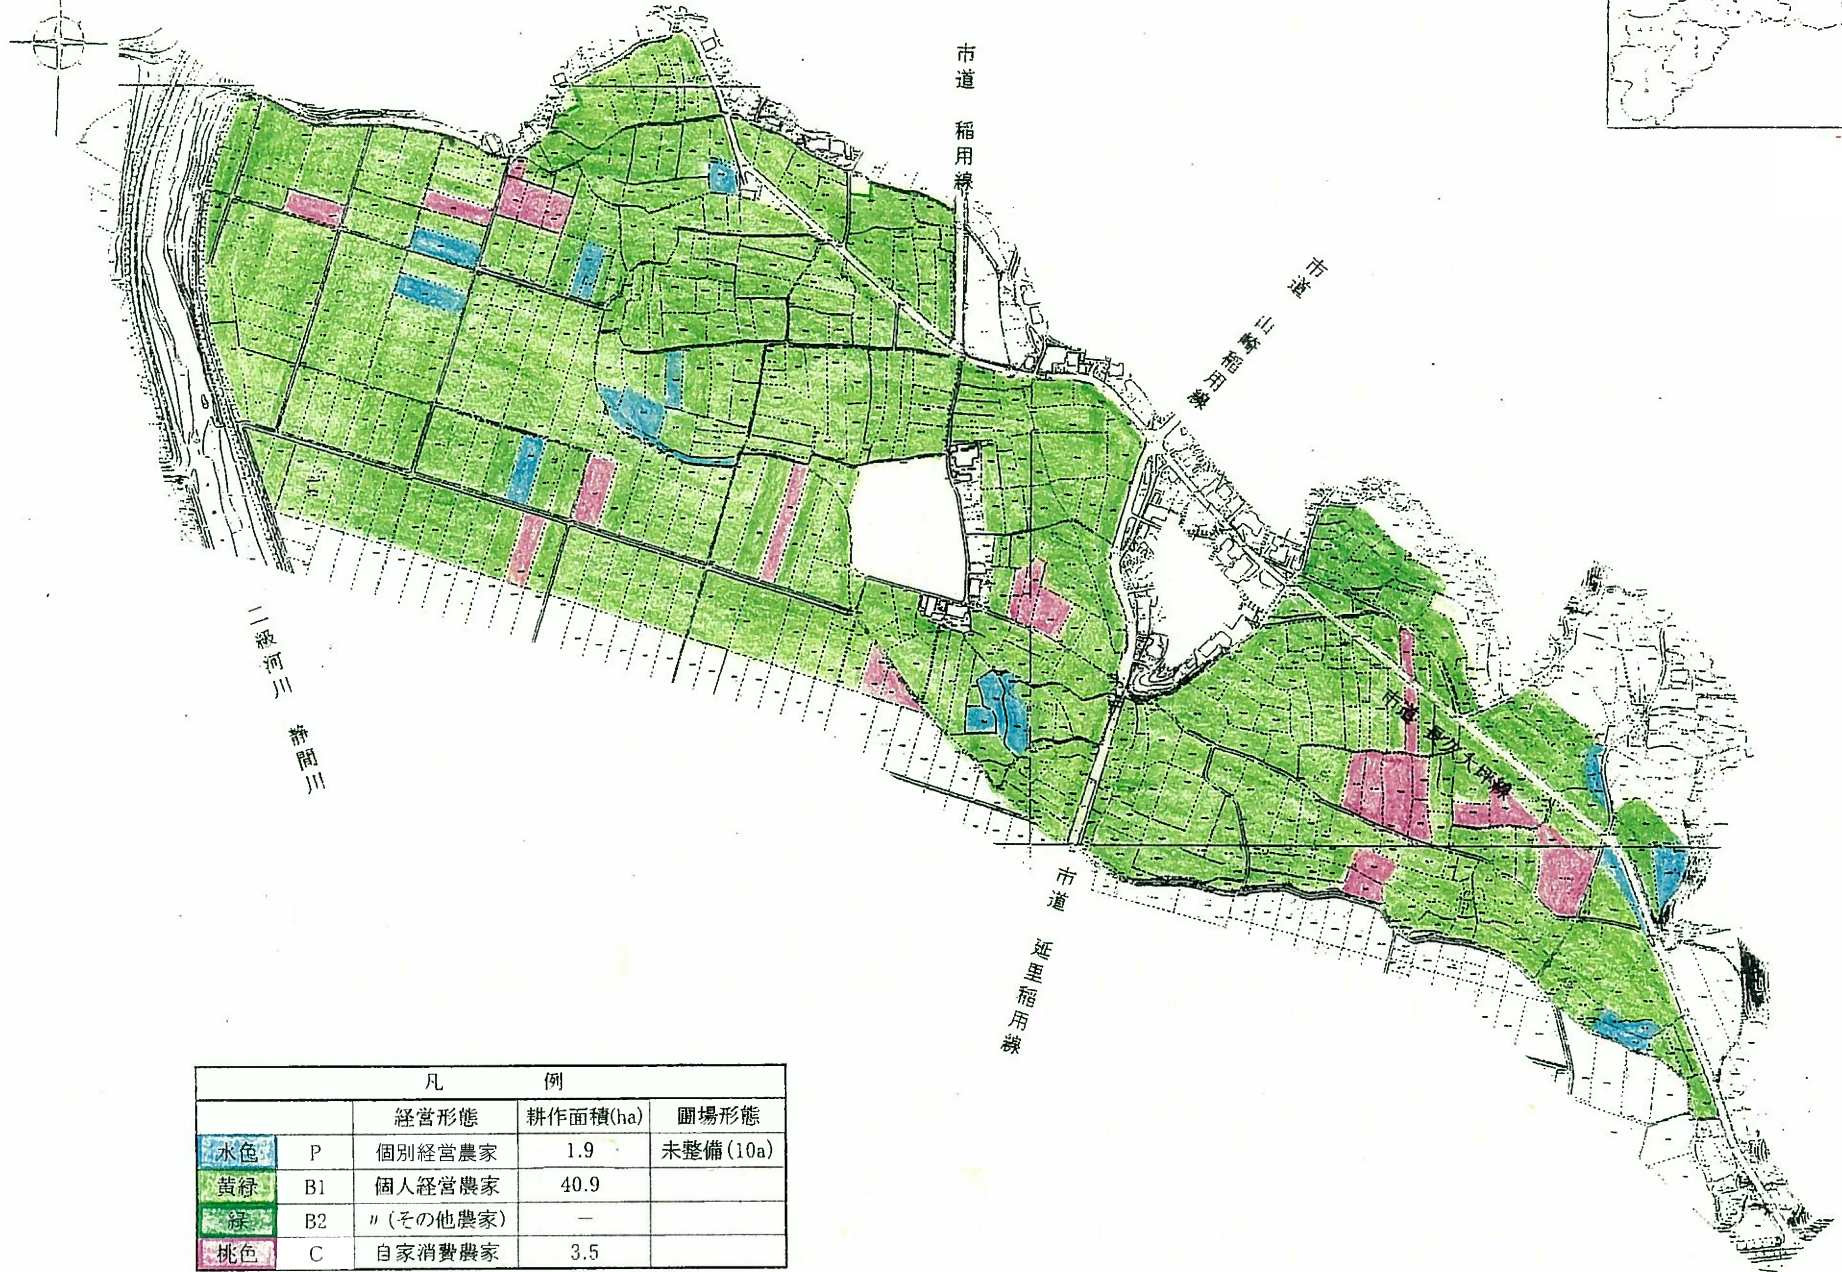 市道 稲用線
市道 山崎稲用線
市道
二級河川 静間川
市道 延里稲用線
凡 例
経営形態 耕作面積(ha) 圃場形態
水色 P 個別経営農家 1.9 未整備(10a)
黄緑 B1 個人経営農家 40.9
緑 B2 〃(その他農家) —
桃色 C 自家消費農家 3.5